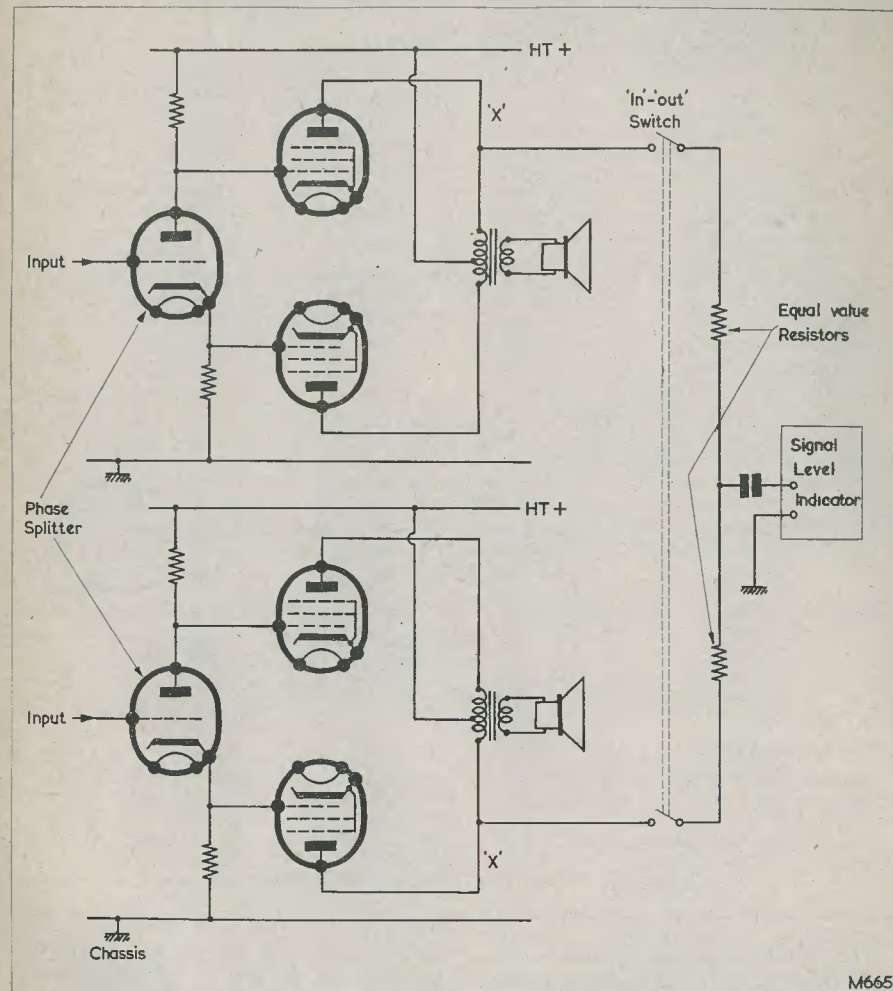 HT +
'X'
'In'-'out'
Switch
Input
Equal value
Resistors
Signal
Level
Indicator
Phase
Splitter
HT +
Input
'X'
Chassis
M665